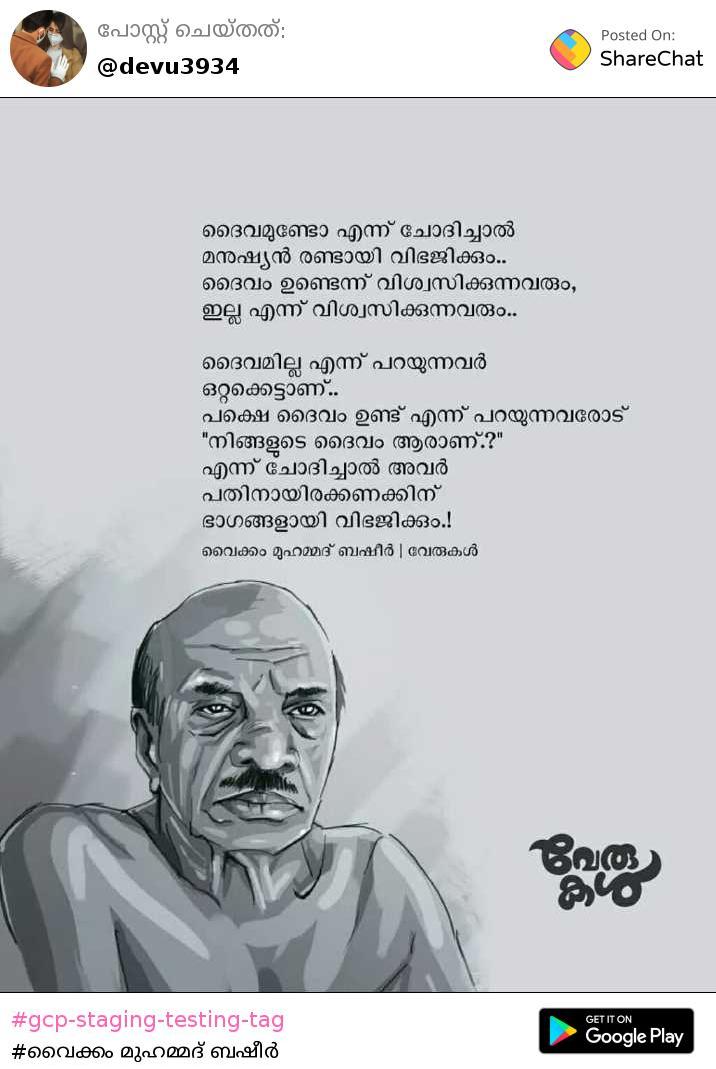 പോസ്റ്റ് ചെയ്തത്:
@devu3934
Posted On:
ShareChat
ദൈവമുണ്ടോ എന്ന് ചോദിച്ചാൽ
മനുഷ്യൻ രണ്ടായി വിഭജിക്കും..
ദൈവം ഉണ്ടെന്ന് വിശ്വസിക്കുന്നവരും,
ഇല്ല എന്ന് വിശ്വസിക്കുന്നവരും..
ദൈവമില്ല എന്ന് പറയുന്നവർ
ഒറ്റക്കെട്ടാണ്..
പക്ഷെ ദൈവം ഉണ്ട് എന്ന് പറയുന്നവരോട്
"നിങ്ങളുടെ ദൈവം ആരാണ്.?"
എന്ന് ചോദിച്ചാൽ അവർ
പതിനായിരക്കണക്കിന്
ഭാഗങ്ങളായി വിഭജിക്കും.!
വൈക്കം മുഹമ്മദ് ബഷീർ | വേരുകൾ
വേരു
കൾ
#gcp-staging-testing-tag
#വൈക്കം മുഹമ്മദ് ബഷീർ
GET IT ON
Google Play